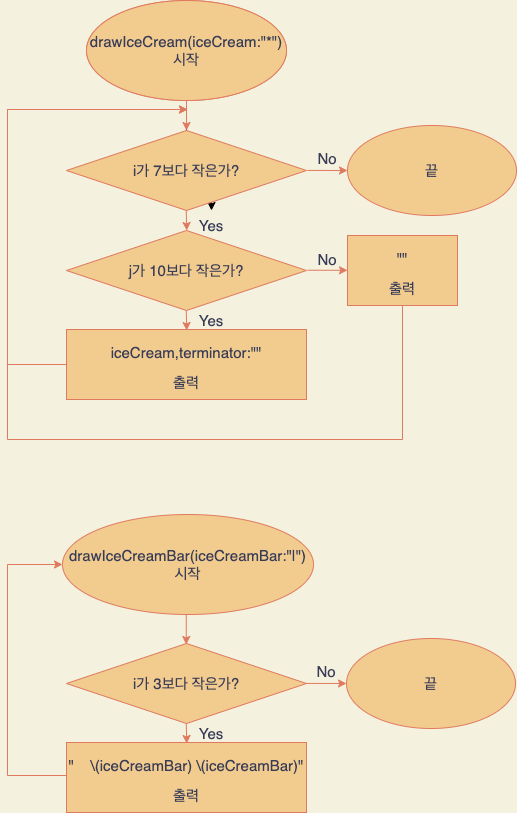 drawIceCream(iceCream:"*")
시작
i가 7보다 작은가?
No
끝
Yes
j가 10보다 작은가?
No
""
출력
Yes
iceCream,terminator:""
출력
drawIceCreamBar(iceCreamBar:"|")
시작
i가 3보다 작은가?
No
끝
Yes
"    \(iceCreamBar) \(iceCreamBar)"
출력